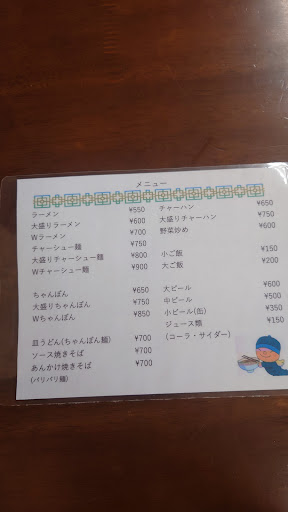 メニュー
ラーメン ¥550
大盛りラーメン ¥600
Wラーメン ¥700
チャーシュー麺 ¥750
大盛りチャーシュー麺 ¥800
Wチャーシュー麺 ¥900
ちゃんぽん ¥650
大盛りちゃんぽん ¥750
Wちゃんぽん ¥850
皿うどん(ちゃんぽん麺) ¥700
ソース焼きそば ¥700
あんかけ焼きそば ¥700
(パリパリ麺)
チャーハン ¥650
大盛りチャーハン ¥750
野菜炒め ¥600
小ご飯 ¥150
大ご飯 ¥200
大ビール ¥600
中ビール ¥500
小ビール(缶) ¥350
ジュース類 ¥150
(コーラ・サイダー)